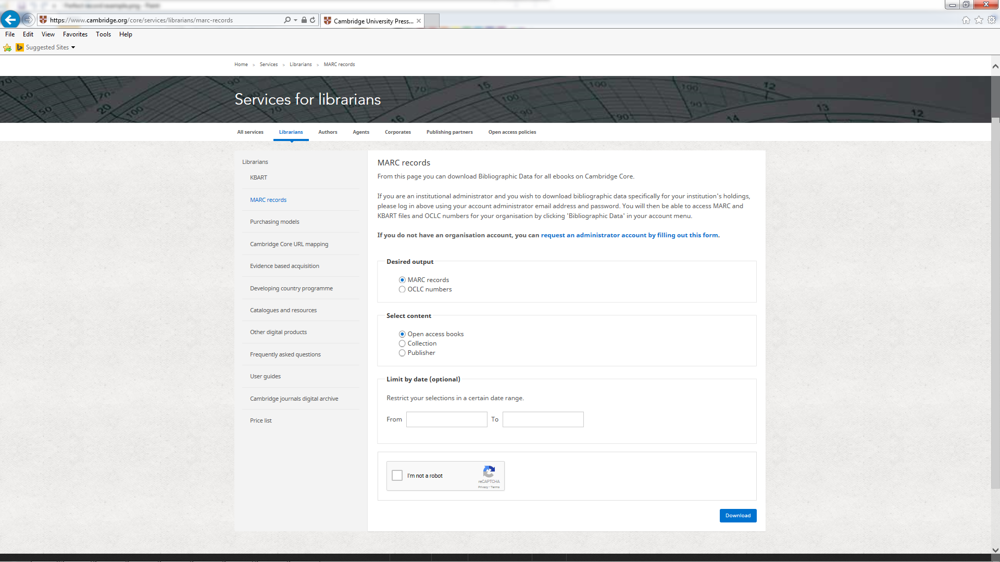 https://www.cambridge.org/core/services/librarians/marc-records
Cambridge University Press...
File Edit View Favorites Tools Help
Suggested Sites
Home > Services > Librarians > MARC records
Services for librarians
All services Librarians Authors Agents Corporates Publishing partners Open access policies
Librarians
KBART
MARC records
Purchasing models
Cambridge Core URL mapping
Evidence based acquisition
Developing country programme
Catalogues and resources
Other digital products
Frequently asked questions
User guides
Cambridge journals digital archive
Price list
MARC records
From this page you can download Bibliographic Data for all ebooks on Cambridge Core.
If you are an institutional administrator and you wish to download bibliographic data specifically for your institution's holdings,
please log in above using your account administrator email address and password. You will then be able to access MARC and
KBART files and OCLC numbers for your organisation by clicking 'Bibliographic Data' in your account menu.
If you do not have an organisation account, you can request an administrator account by filling out this form.
Desired output
MARC records
OCLC numbers
Select content
Open access books
Collection
Publisher
Limit by date (optional)
Restrict your selections in a certain date range.
From To
I'm not a robot
reCAPTCHA
Privacy - Terms
Download